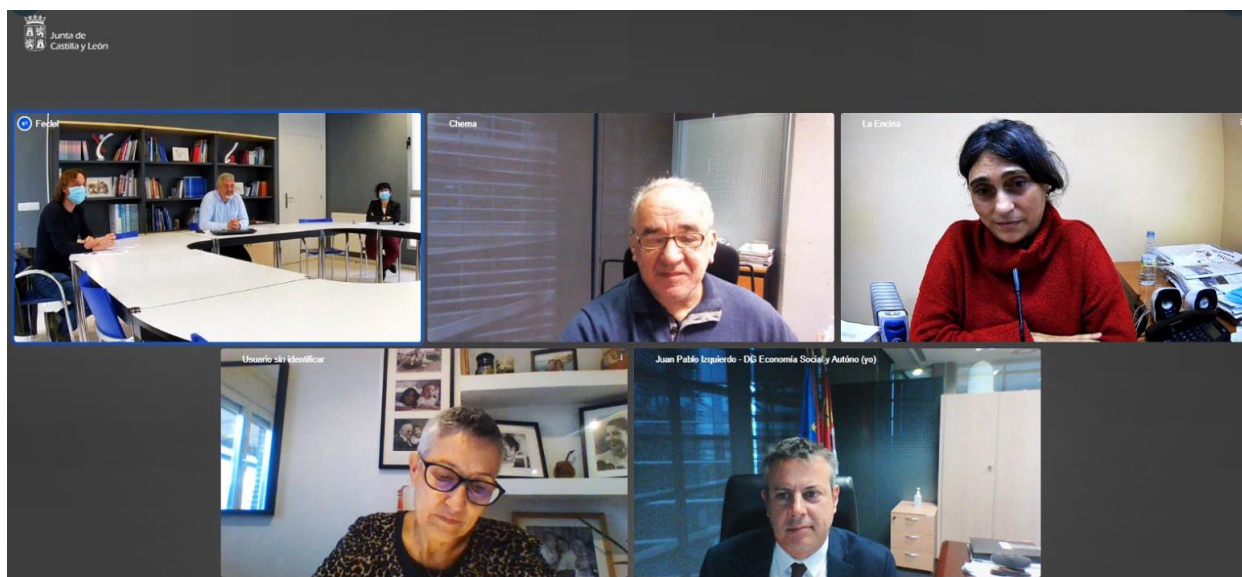 Junta de
Castilla y León
Fedel
Chema
La Encina
Usuario sin identificar
Juan Pablo Izquierdo - DG Economía Social y Autóno (yo)